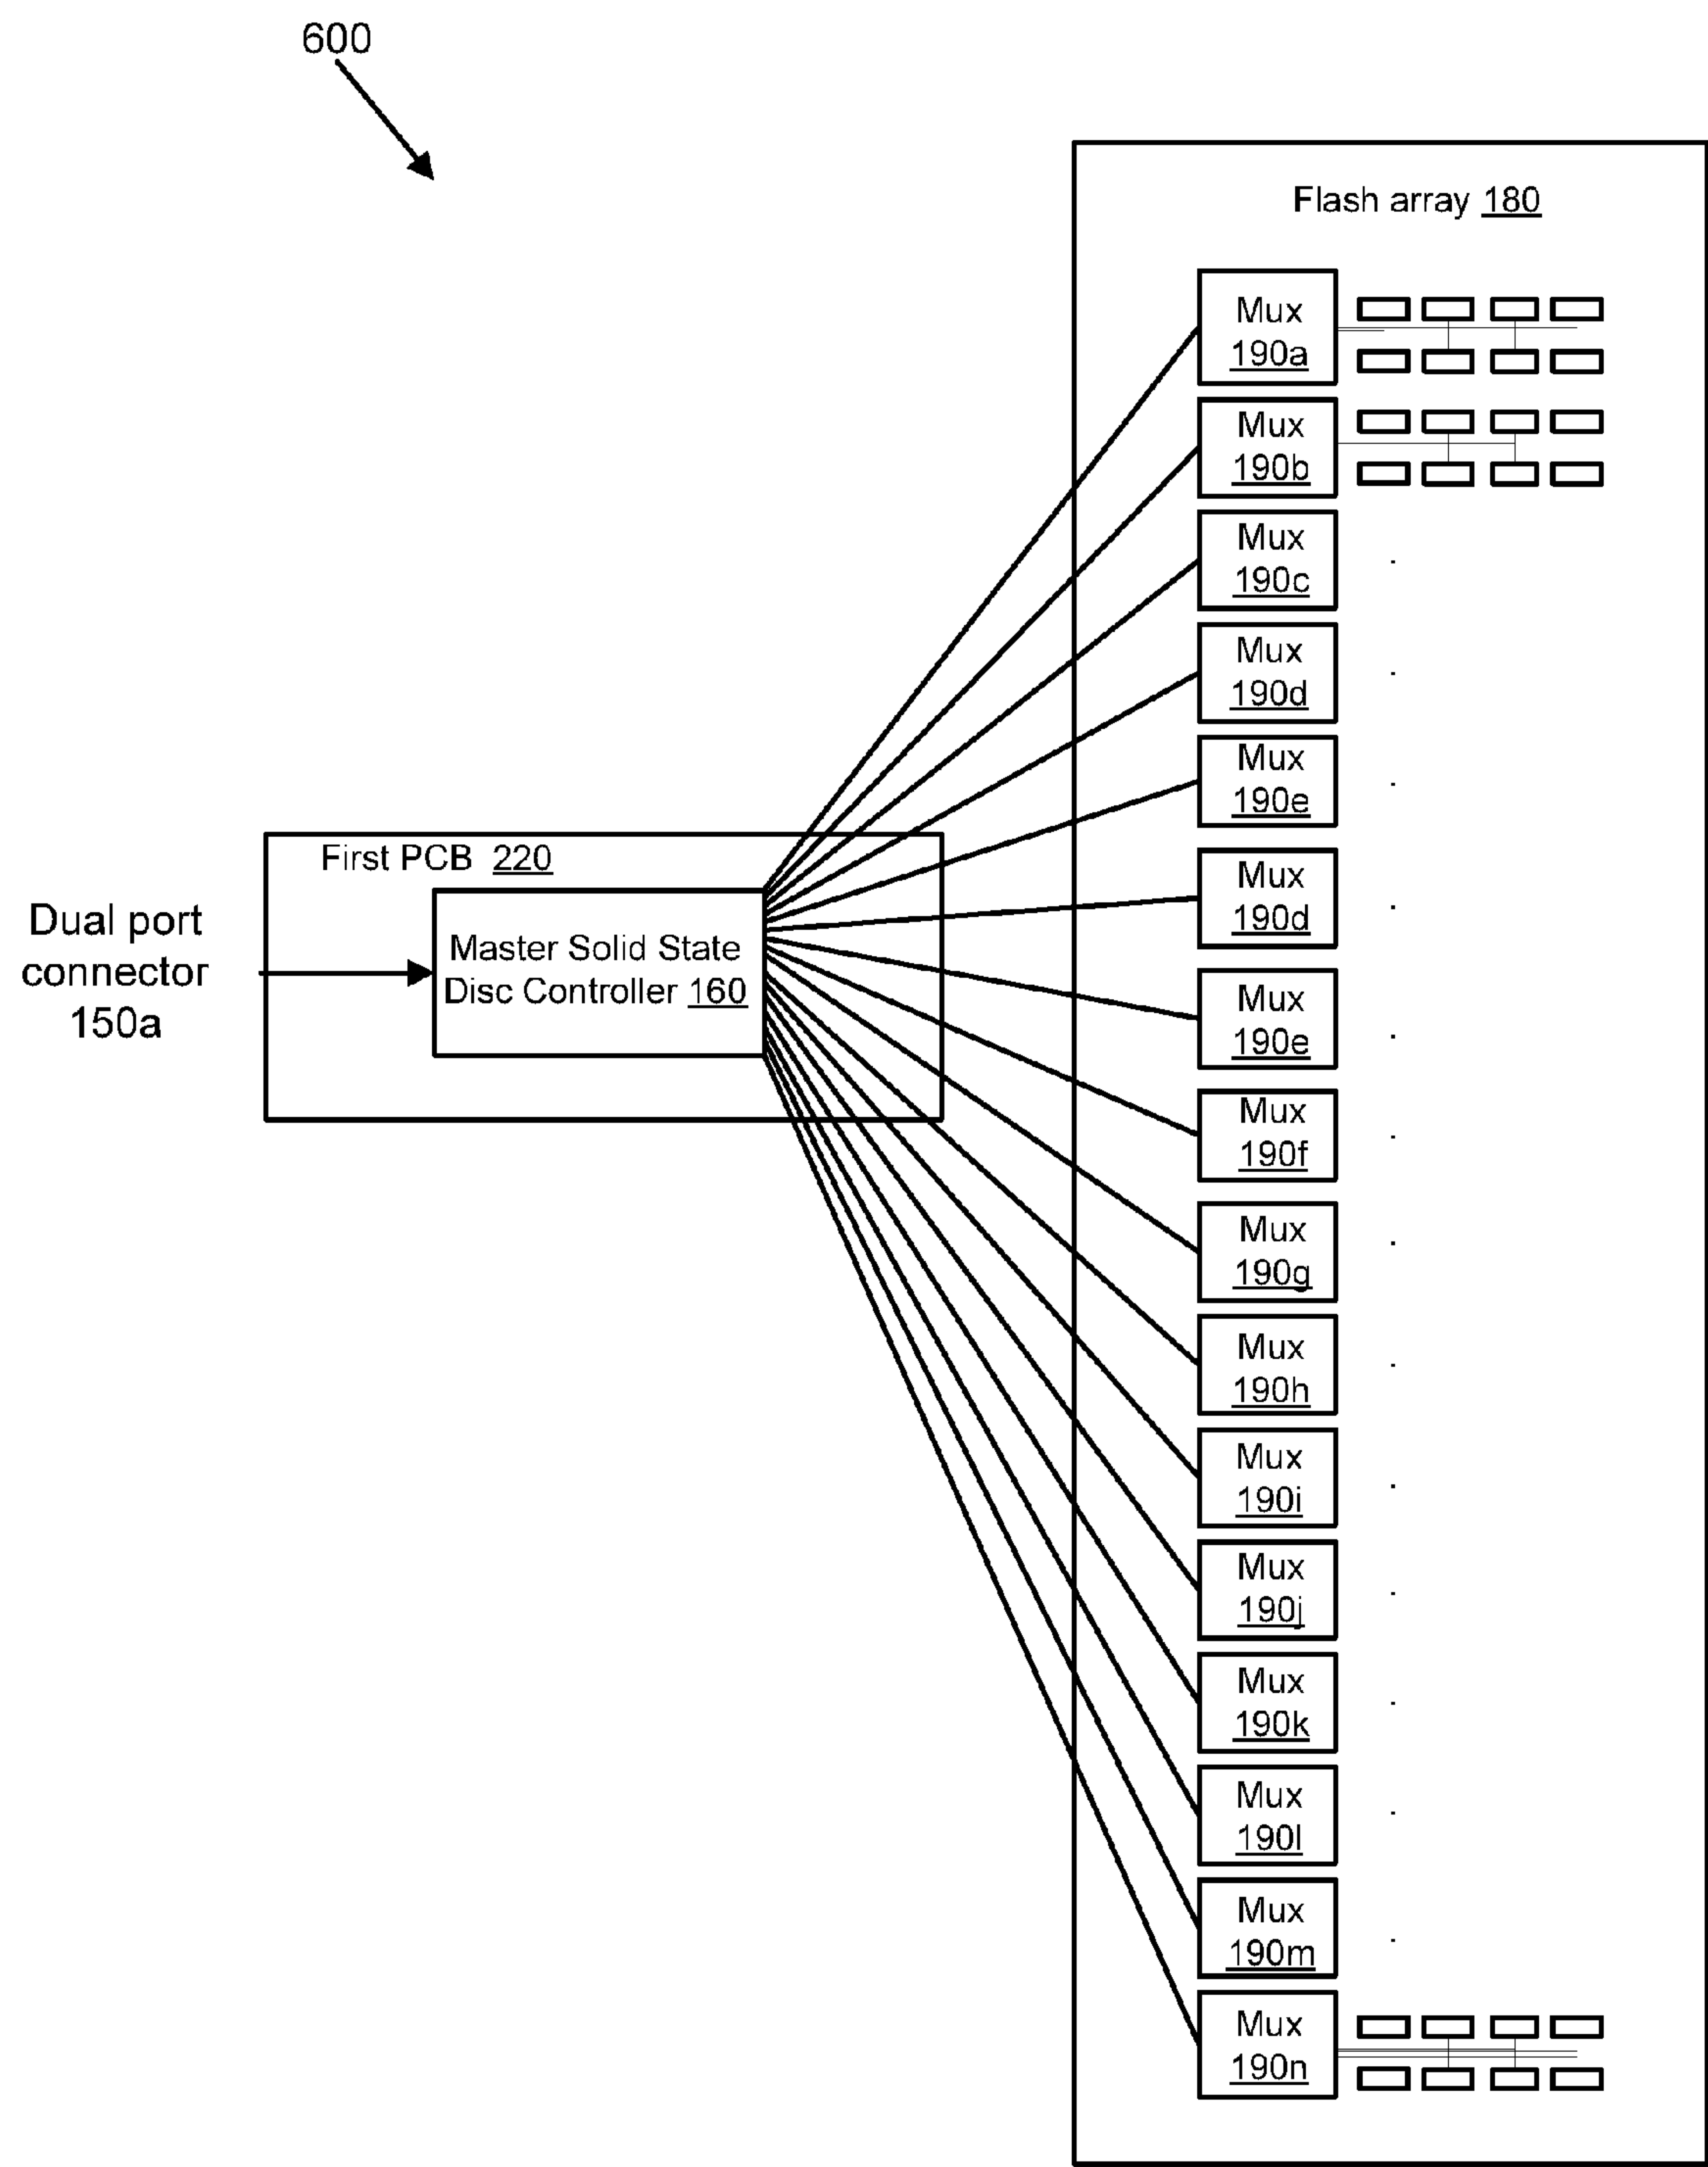 600
Flash array 180
Mux
190a
Mux
190b
Mux
190c
Mux
190d
Mux
190e
First PCB 220
Dual port
connector
150a
Master Solid State
Disc Controller 160
Mux
190d
Mux
190e
Mux
190f
Mux
190g
Mux
190h
Mux
190i
Mux
190j
Mux
190k
Mux
190l
Mux
190m
Mux
190n